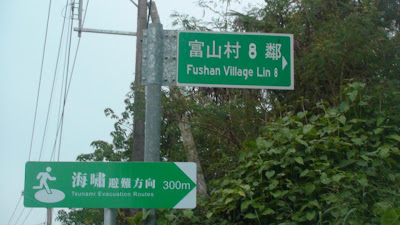 富山村 8 鄰
Fushan Village Lin 8
海嘯避難方向
Tsunami Evacuation Routes
300m